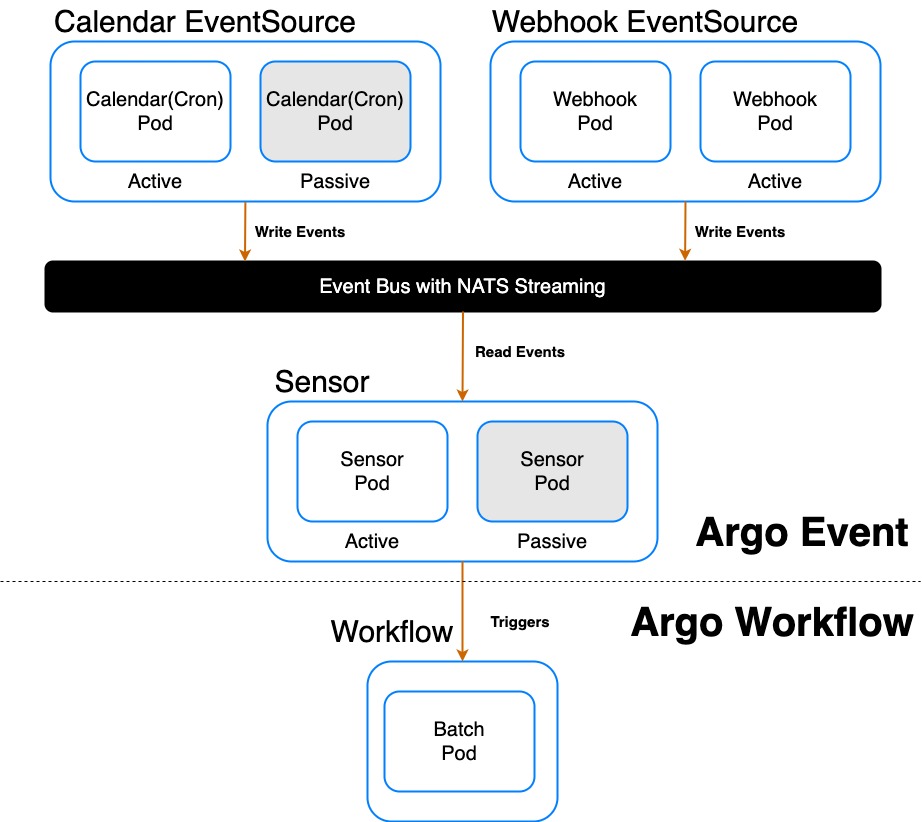 Calendar EventSource
Webhook EventSource
Calendar(Cron)
Pod
Calendar(Cron)
Pod
Webhook
Pod
Webhook
Pod
Active
Passive
Active
Active
Write Events
Write Events
Event Bus with NATS Streaming
Read Events
Sensor
Sensor
Pod
Sensor
Pod
Active
Passive
Argo Event
Argo Workflow
Triggers
Workflow
Batch
Pod